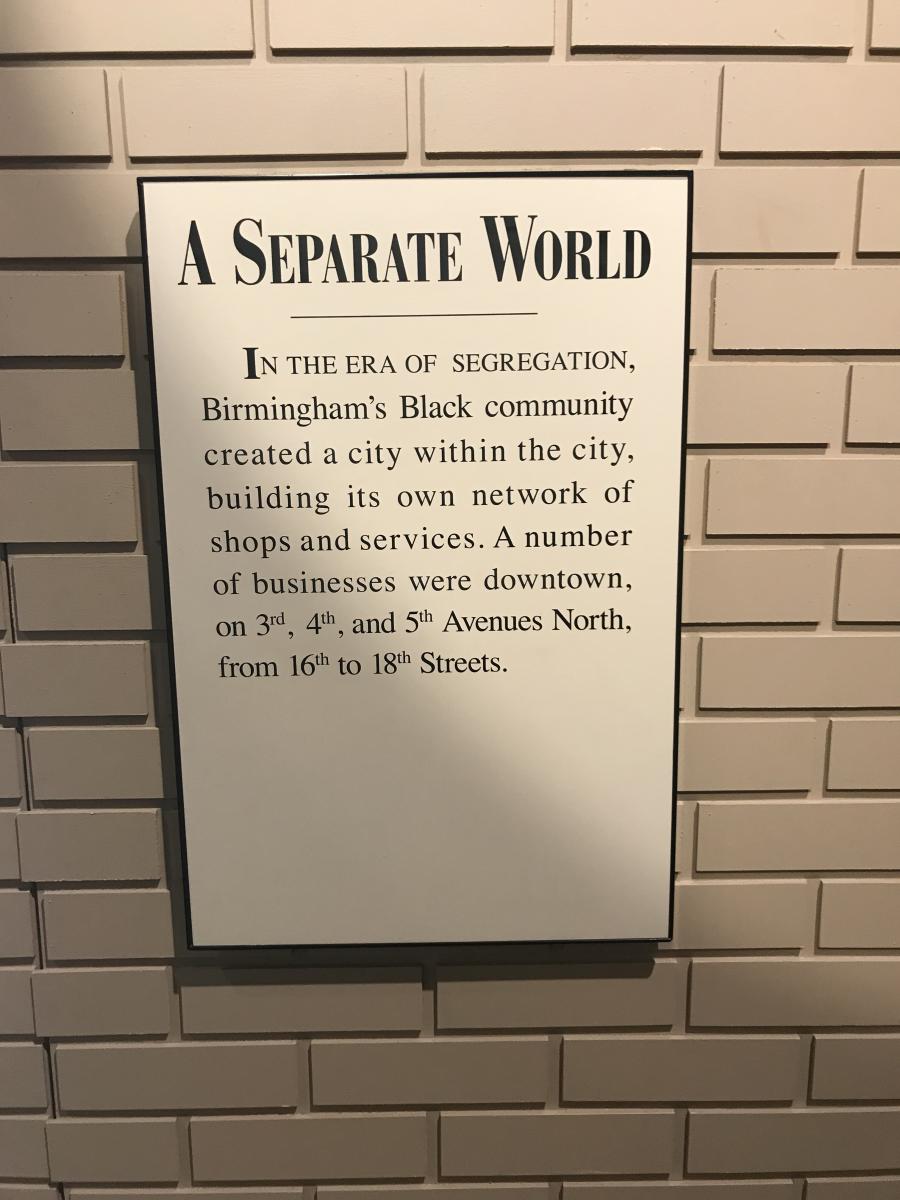 A SEPARATE WORLD
IN THE ERA OF SEGREGATION,
Birmingham's Black community
created a city within the city,
building its own network of
shops and services. A number
of businesses were downtown,
on 3rd, 4th, and 5th Avenues North,
from 16th to 18th Streets.